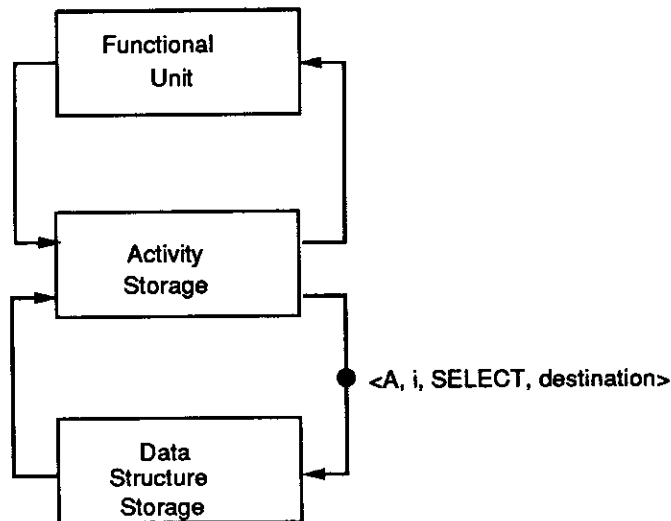 Functional
Unit
Activity
Storage
<A, i, SELECT, destination>
Data
Structure
Storage